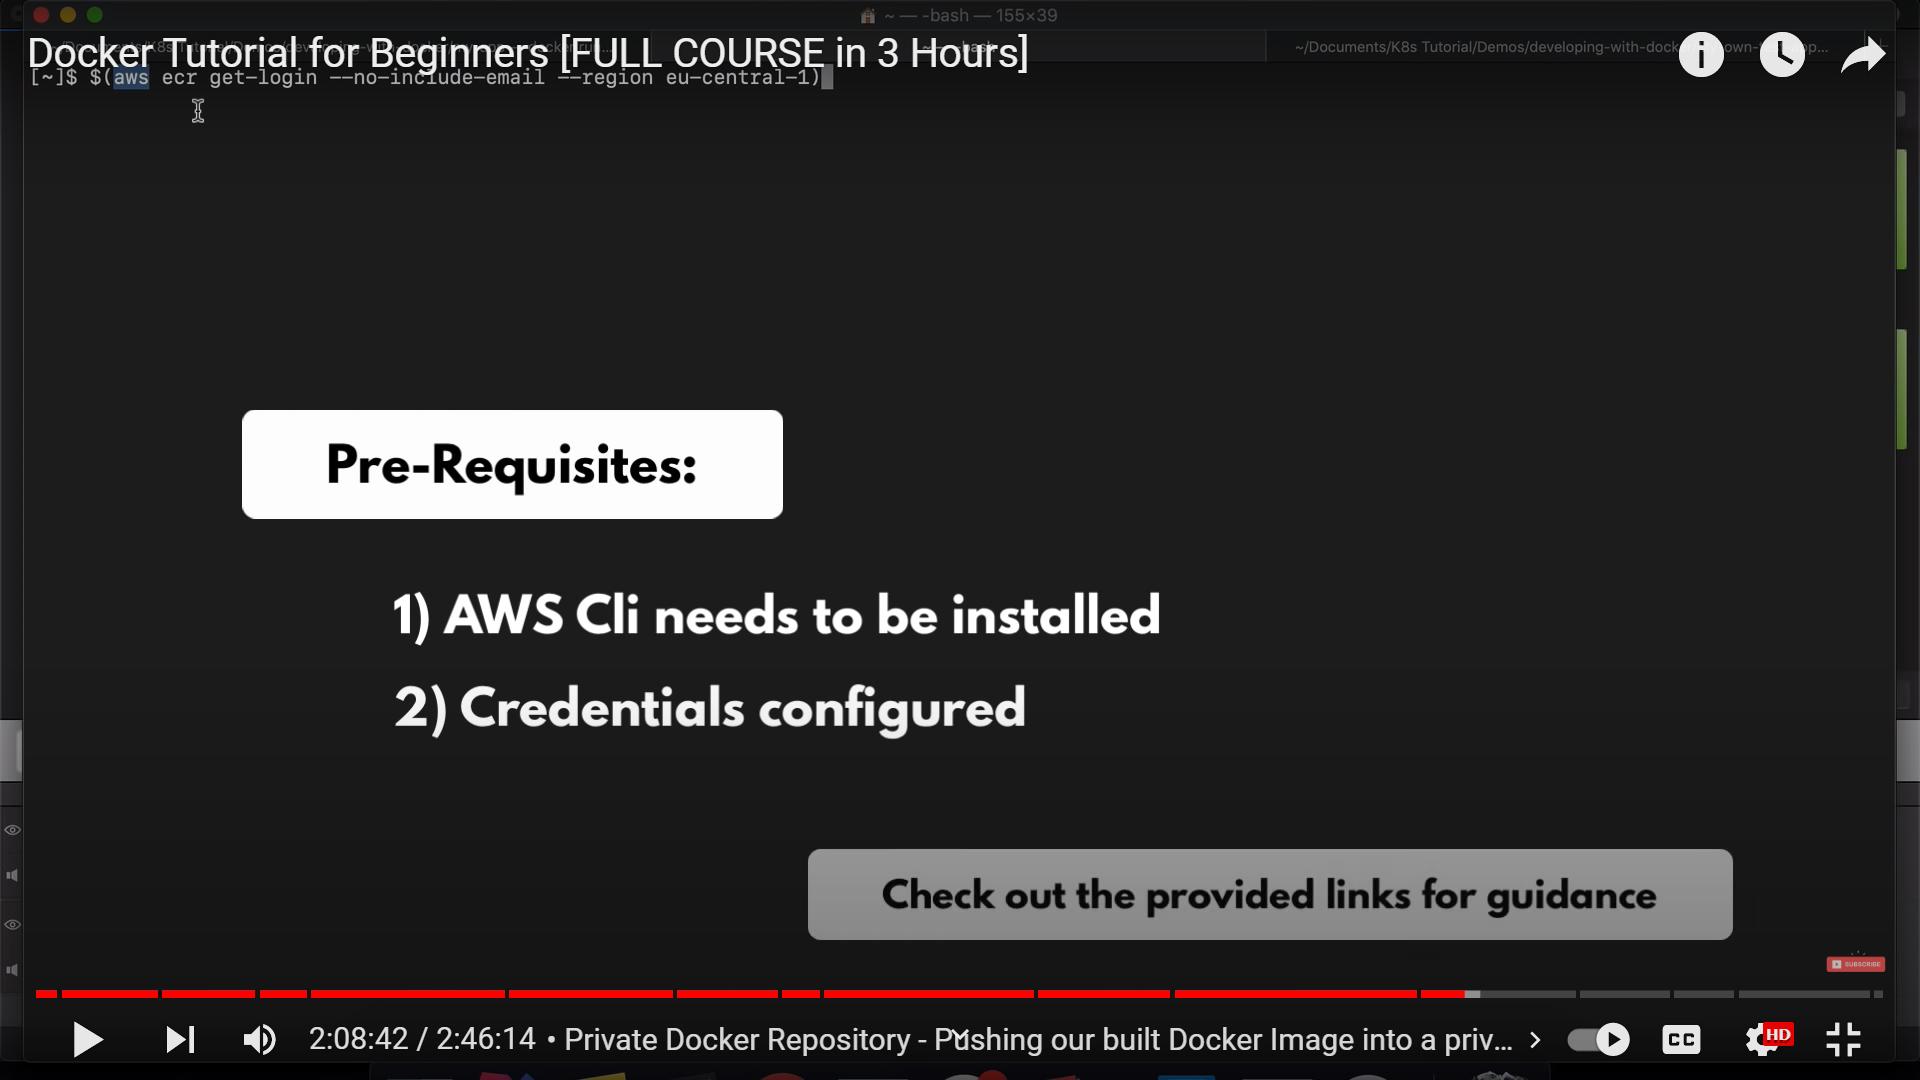 ~ — -bash — 155×39
Docker Tutorial for Beginners [FULL COURSE in 3 Hours]
~/Documents/K8s Tutorial/Demos/developing-with-dock
[~]$ $(aws ecr get-login --no-include-email --region eu-central-1)
Pre-Requisites:
1) AWS Cli needs to be installed
2) Credentials configured
Check out the provided links for guidance
SUBSCRIBE
2:08:42 / 2:46:14 • Private Docker Repository - Pushing our built Docker Image into a priv...
CC
HD